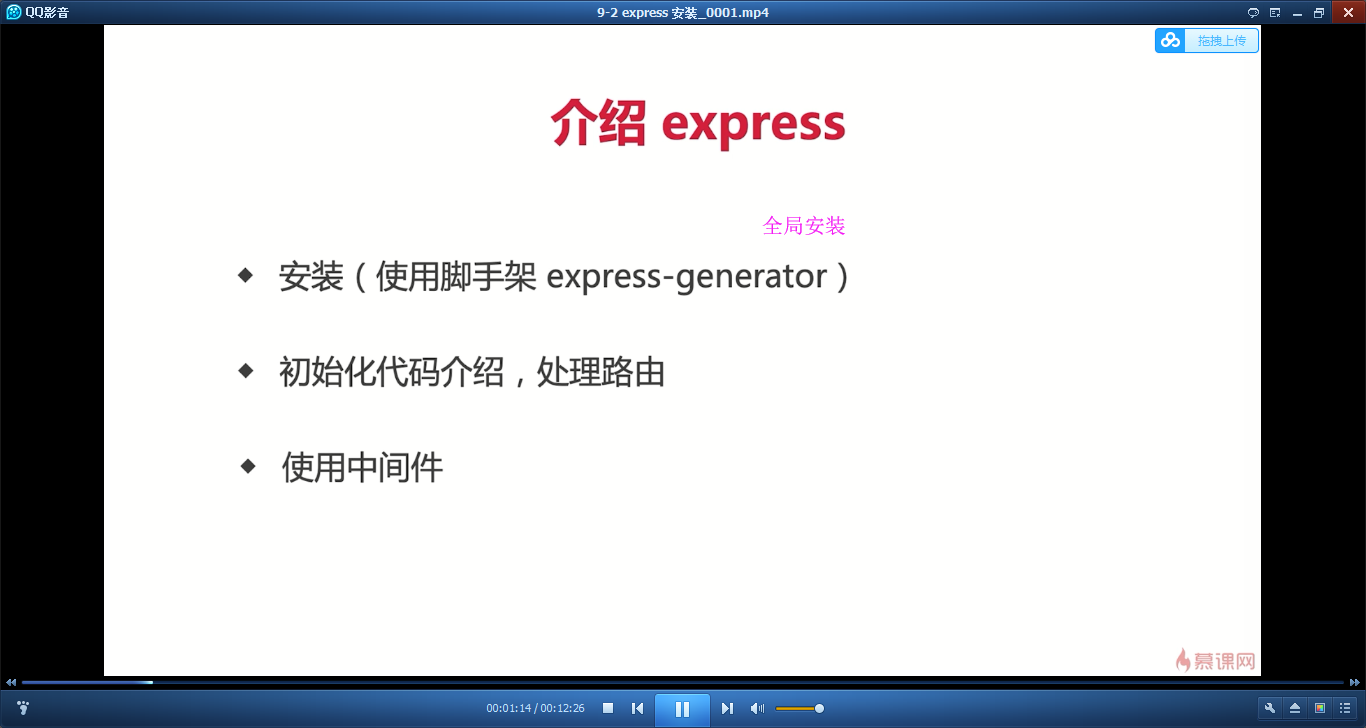 QQ影音
9-2 express 安装_0001.mp4
拖拽上传
介绍 express
全局安装
安装（使用脚手架 express-generator）
初始化代码介绍，处理路由
使用中间件
慕课网
00:01:14 / 00:12:26